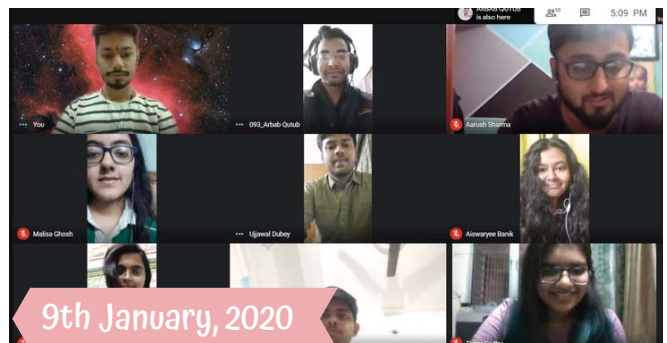 ARBAB QUTUB
is also here
10
5:09 PM
You
093_Arbab Qutub
Aarush Sharma
Malisa Ghosh
Ujjawal Dubey
Aiswaryee Banik
9th January, 2020